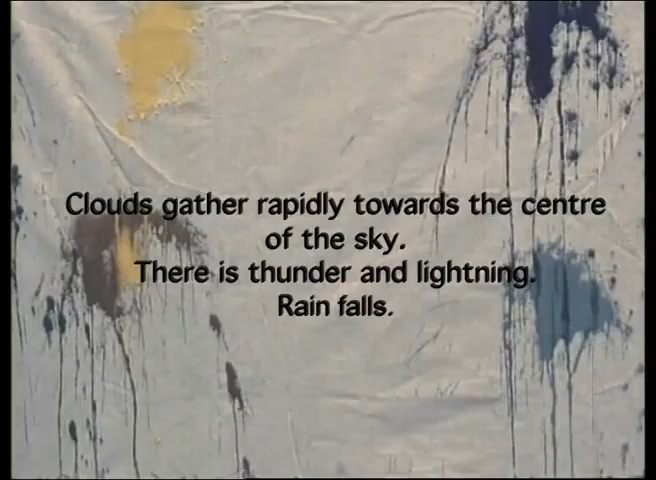 Clouds gather rapidly towards the centre
of the sky.
There is thunder and lightning.
Rain falls.